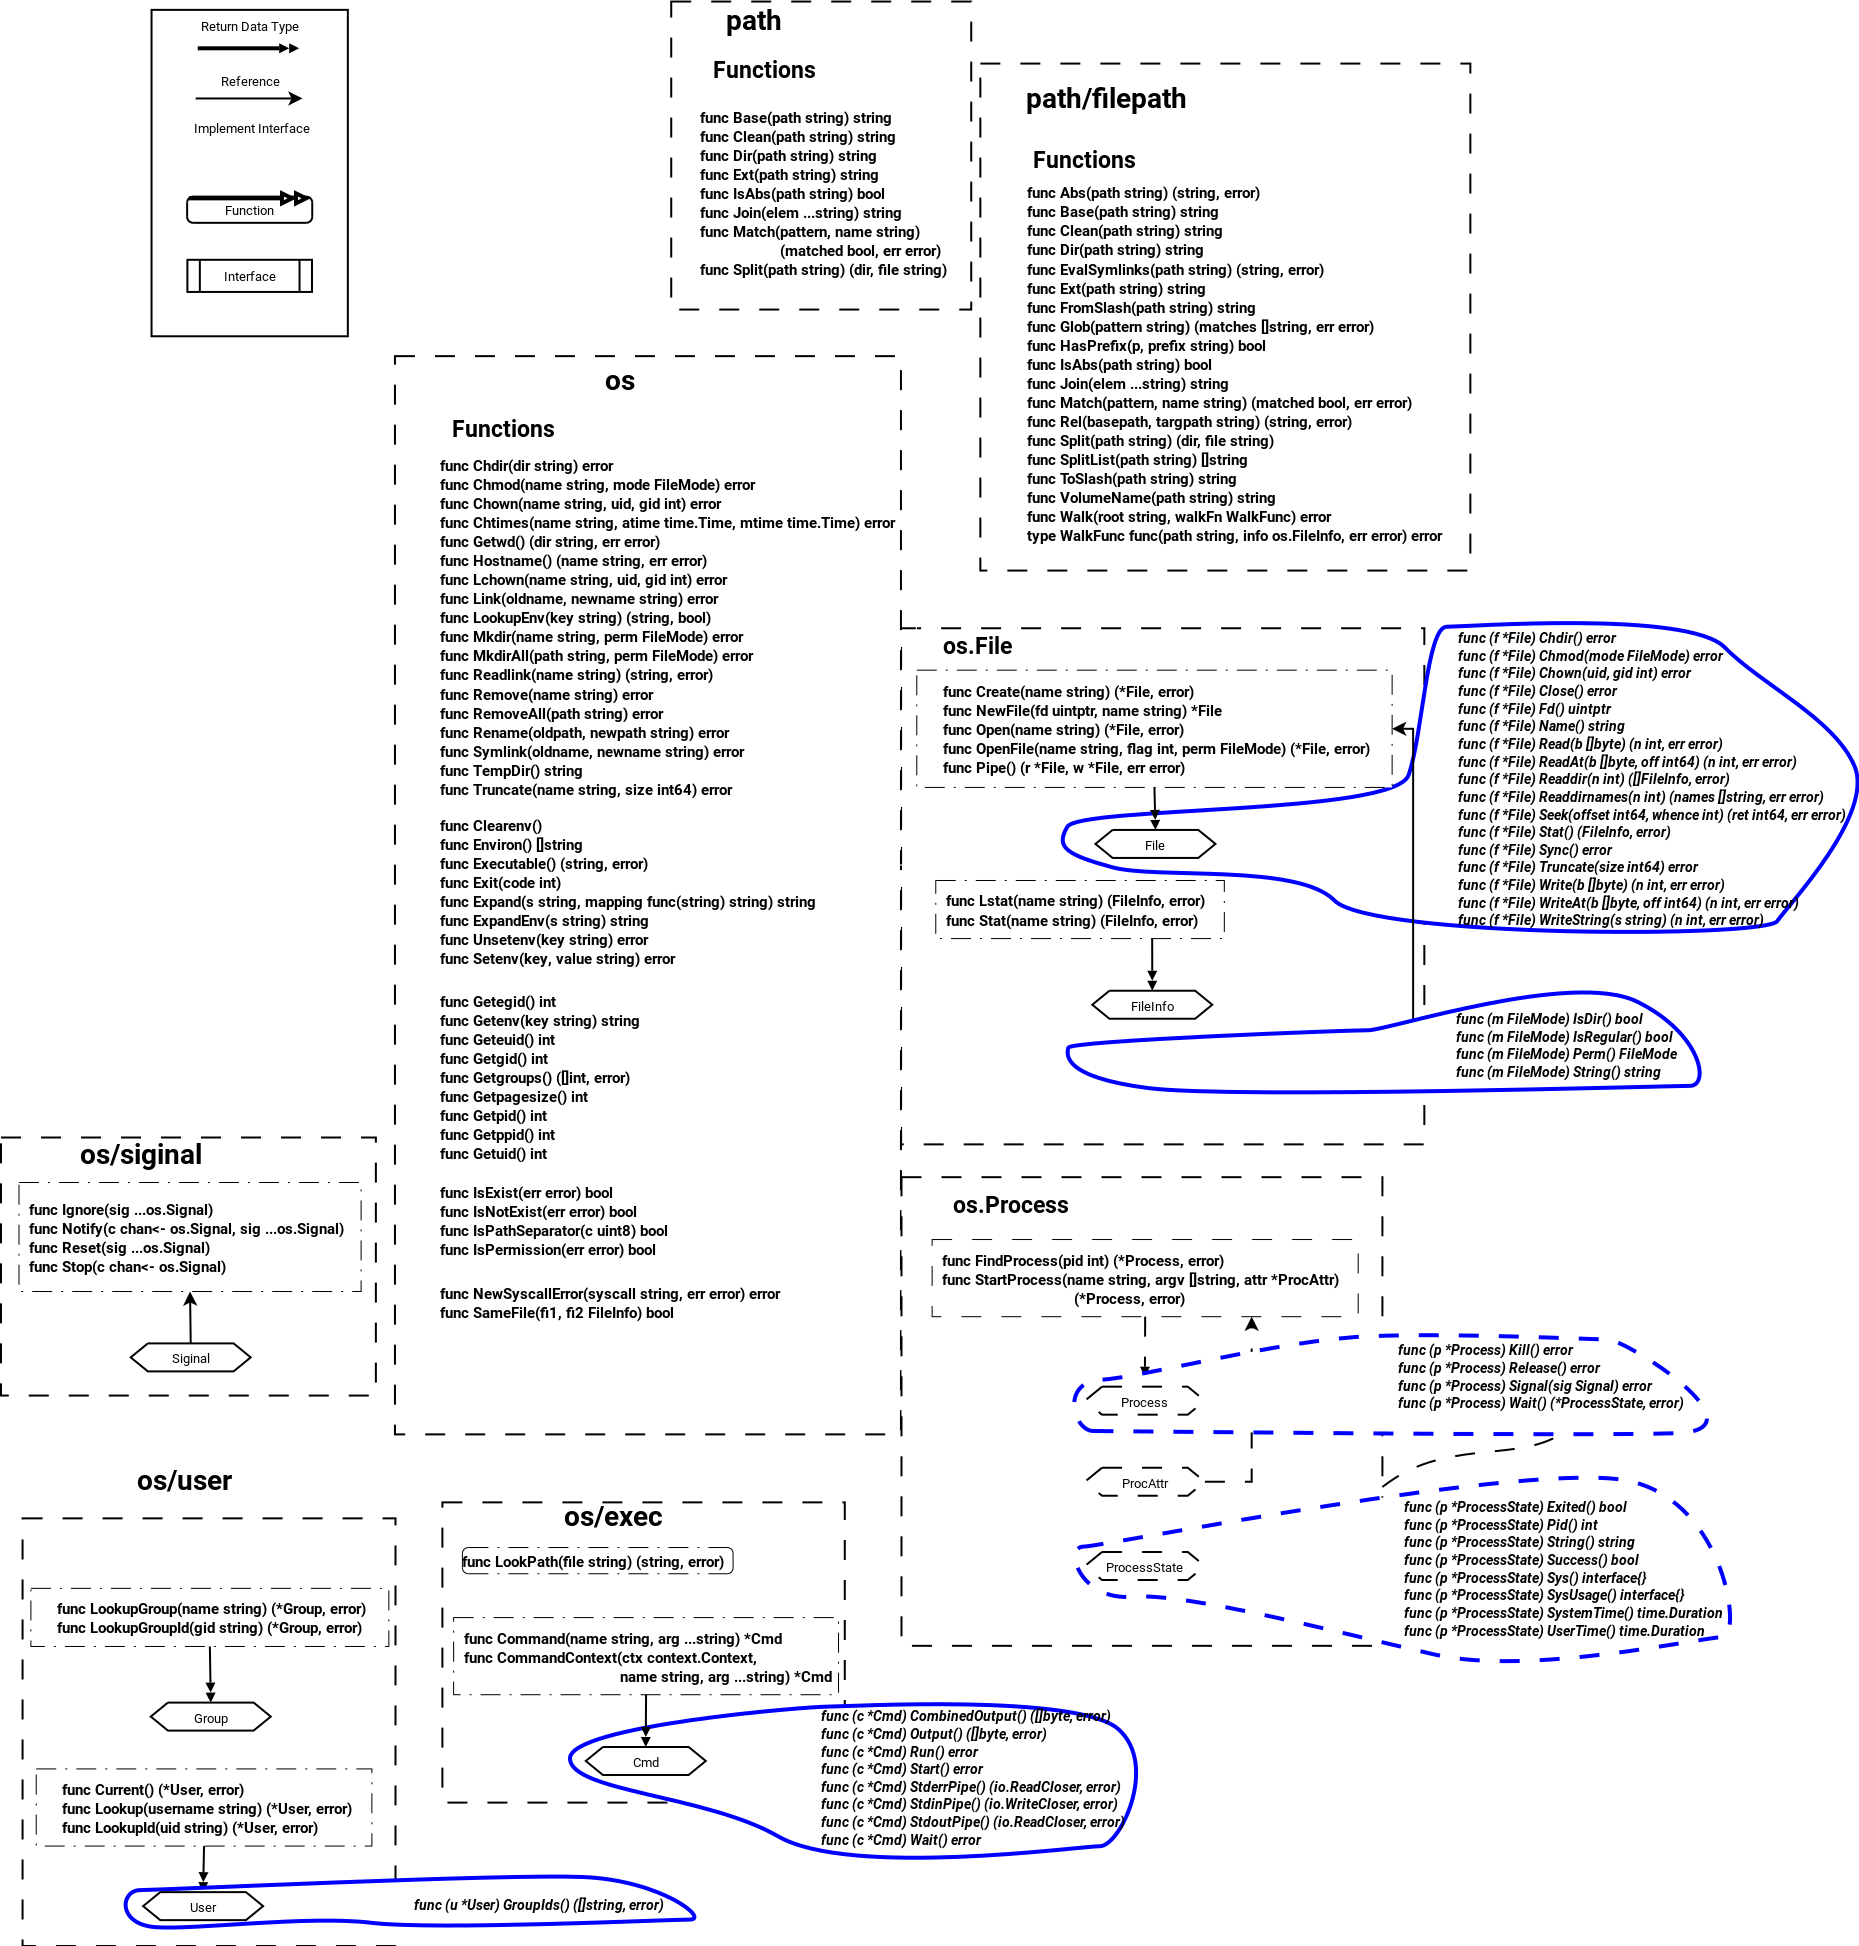 Return Data Type
Reference
Implement Interface
Function
Interface
path
Functions
func Base(path string) string
func Clean(path string) string
func Dir(path string) string
func Ext(path string) string
func IsAbs(path string) bool
func Join(elem ...string) string
func Match(pattern, name string)
(matched bool, err error)
func Split(path string) (dir, file string)
path/filepath
Functions
func Abs(path string) (string, error)
func Base(path string) string
func Clean(path string) string
func Dir(path string) string
func EvalSymlinks(path string) (string, error)
func Ext(path string) string
func FromSlash(path string) string
func Glob(pattern string) (matches []string, err error)
func HasPrefix(p, prefix string) bool
func IsAbs(path string) bool
func Join(elem ...string) string
func Match(pattern, name string) (matched bool, err error)
func Rel(basepath, targpath string) (string, error)
func Split(path string) (dir, file string)
func SplitList(path string) []string
func ToSlash(path string) string
func VolumeName(path string) string
func Walk(root string, walkFn WalkFunc) error
type WalkFunc func(path string, info os.FileInfo, err error) error
os
Functions
func Chdir(dir string) error
func Chmod(name string, mode FileMode) error
func Chown(name string, uid, gid int) error
func Chtimes(name string, atime time.Time, mtime time.Time) error
func Getwd() (dir string, err error)
func Hostname() (name string, err error)
func Lchown(name string, uid, gid int) error
func Link(oldname, newname string) error
func LookupEnv(key string) (string, bool)
func Mkdir(name string, perm FileMode) error
func MkdirAll(path string, perm FileMode) error
func Readlink(name string) (string, error)
func Remove(name string) error
func RemoveAll(path string) error
func Rename(oldpath, newpath string) error
func Symlink(oldname, newname string) error
func TempDir() string
func Truncate(name string, size int64) error
func Clearenv()
func Environ() []string
func Executable() (string, error)
func Exit(code int)
func Expand(s string, mapping func(string) string) string
func ExpandEnv(s string) string
func Unsetenv(key string) error
func Setenv(key, value string) error
func Getegid() int
func Getenv(key string) string
func Geteuid() int
func Getgid() int
func Getgroups() ([]int, error)
func Getpagesize() int
func Getpid() int
func Getppid() int
func Getuid() int
func IsExist(err error) bool
func IsNotExist(err error) bool
func IsPathSeparator(c uint8) bool
func IsPermission(err error) bool
func NewSyscallError(syscall string, err error) error
func SameFile(fi1, fi2 FileInfo) bool
os.File
func Create(name string) (*File, error)
func NewFile(fd uintptr, name string) *File
func Open(name string) (*File, error)
func OpenFile(name string, flag int, perm FileMode) (*File, error)
func Pipe() (r *File, w *File, err error)
File
func Lstat(name string) (FileInfo, error)
func Stat(name string) (FileInfo, error)
FileInfo
func (f *File) Chdir() error
func (f *File) Chmod(mode FileMode) error
func (f *File) Chown(uid, gid int) error
func (f *File) Close() error
func (f *File) Fd() uintptr
func (f *File) Name() string
func (f *File) Read(b []byte) (n int, err error)
func (f *File) ReadAt(b []byte, off int64) (n int, err error)
func (f *File) Readdir(n int) ([]FileInfo, error)
func (f *File) Readdirnames(n int) (names []string, err error)
func (f *File) Seek(offset int64, whence int) (ret int64, err error)
func (f *File) Stat() (FileInfo, error)
func (f *File) Sync() error
func (f *File) Truncate(size int64) error
func (f *File) Write(b []byte) (n int, err error)
func (f *File) WriteAt(b []byte, off int64) (n int, err error)
func (f *File) WriteString(s string) (n int, err error)
func (m FileMode) IsDir() bool
func (m FileMode) IsRegular() bool
func (m FileMode) Perm() FileMode
func (m FileMode) String() string
os/siginal
func Ignore(sig ...os.Signal)
func Notify(c chan<- os.Signal, sig ...os.Signal)
func Reset(sig ...os.Signal)
func Stop(c chan<- os.Signal)
Siginal
os.Process
func FindProcess(pid int) (*Process, error)
func StartProcess(name string, argv []string, attr *ProcAttr)
(*Process, error)
Process
ProcAttr
ProcessState
func (p *Process) Kill() error
func (p *Process) Release() error
func (p *Process) Signal(sig Signal) error
func (p *Process) Wait() (*ProcessState, error)
func (p *ProcessState) Exited() bool
func (p *ProcessState) Pid() int
func (p *ProcessState) String() string
func (p *ProcessState) Success() bool
func (p *ProcessState) Sys() interface{}
func (p *ProcessState) SysUsage() interface{}
func (p *ProcessState) SystemTime() time.Duration
func (p *ProcessState) UserTime() time.Duration
os/user
func LookupGroup(name string) (*Group, error)
func LookupGroupId(gid string) (*Group, error)
Group
func Current() (*User, error)
func Lookup(username string) (*User, error)
func LookupId(uid string) (*User, error)
User
func (u *User) GroupIds() ([]string, error)
os/exec
func LookPath(file string) (string, error)
func Command(name string, arg ...string) *Cmd
func CommandContext(ctx context.Context,
name string, arg ...string) *Cmd
Cmd
func (c *Cmd) CombinedOutput() ([]byte, error)
func (c *Cmd) Output() ([]byte, error)
func (c *Cmd) Run() error
func (c *Cmd) Start() error
func (c *Cmd) StderrPipe() (io.ReadCloser, error)
func (c *Cmd) StdinPipe() (io.WriteCloser, error)
func (c *Cmd) StdoutPipe() (io.ReadCloser, error)
func (c *Cmd) Wait() error